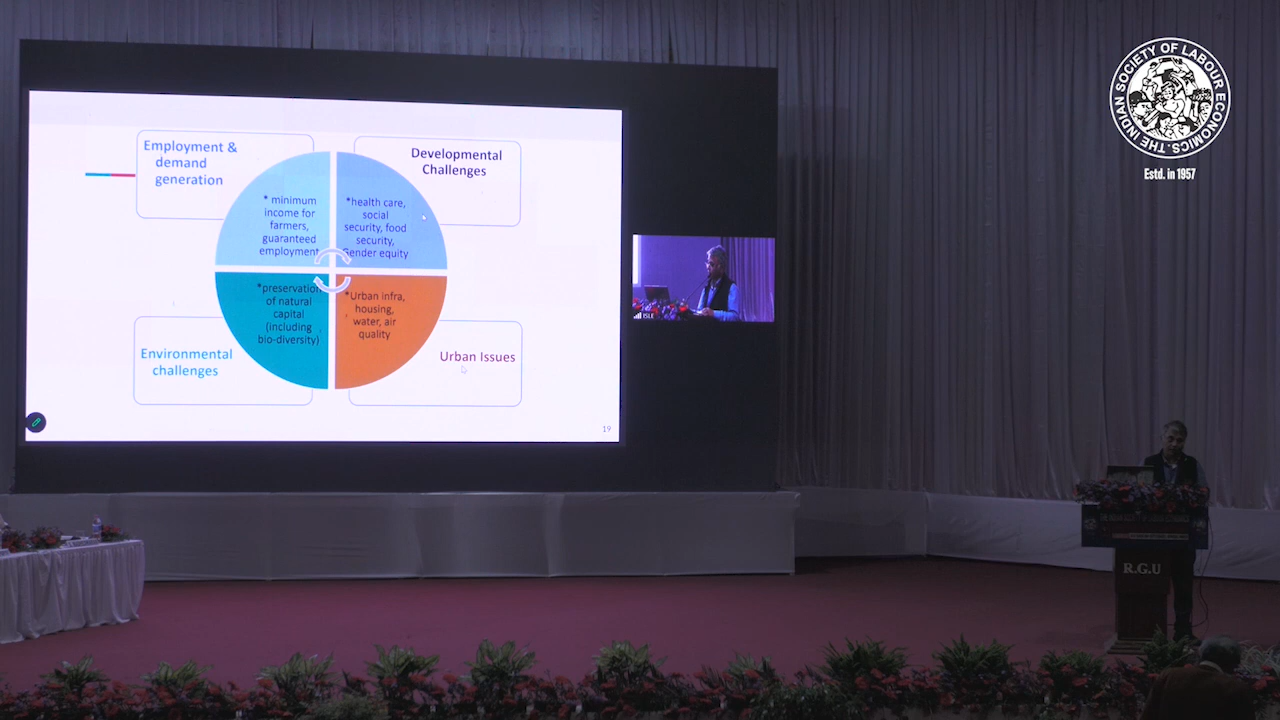 Employment &
demand
generation
Developmental
Challenges
* minimum
income for
farmers,
guaranteed
employment
*health care,
social
security, food
security,
Gender equity
*preservation
of natural
capital
(including
bio-diversity)
*Urban infra,
housing,
water, air
quality
Environmental
challenges
Urban Issues
19
ISLE
THE INDIAN SOCIETY OF LABOUR ECONOMICS.
Estd. in 1957
R.G.U